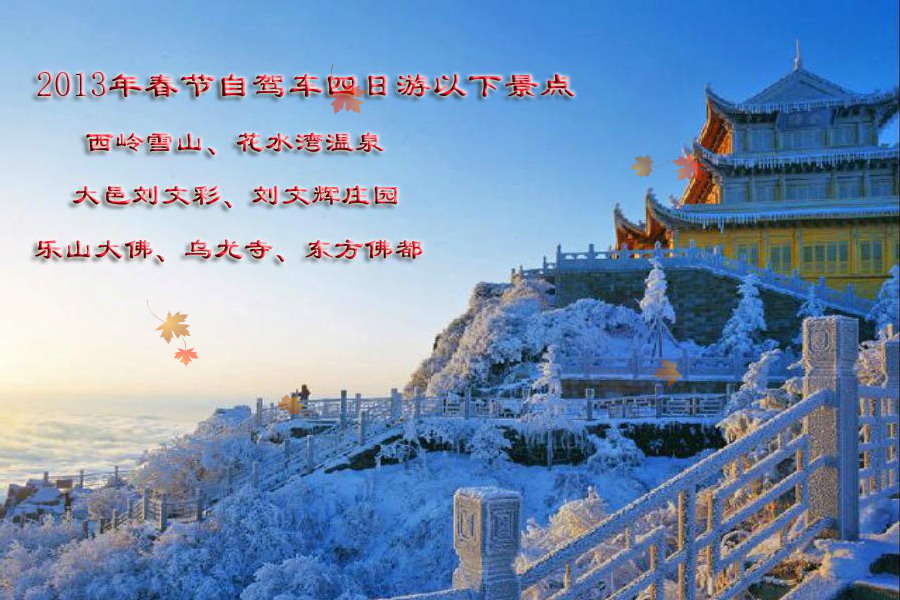 2013年春节自驾车四日游以下景点
西岭雪山、花水湾温泉
大邑刘文彩、刘文辉庄园
乐山大佛、乌尤寺、东方佛都